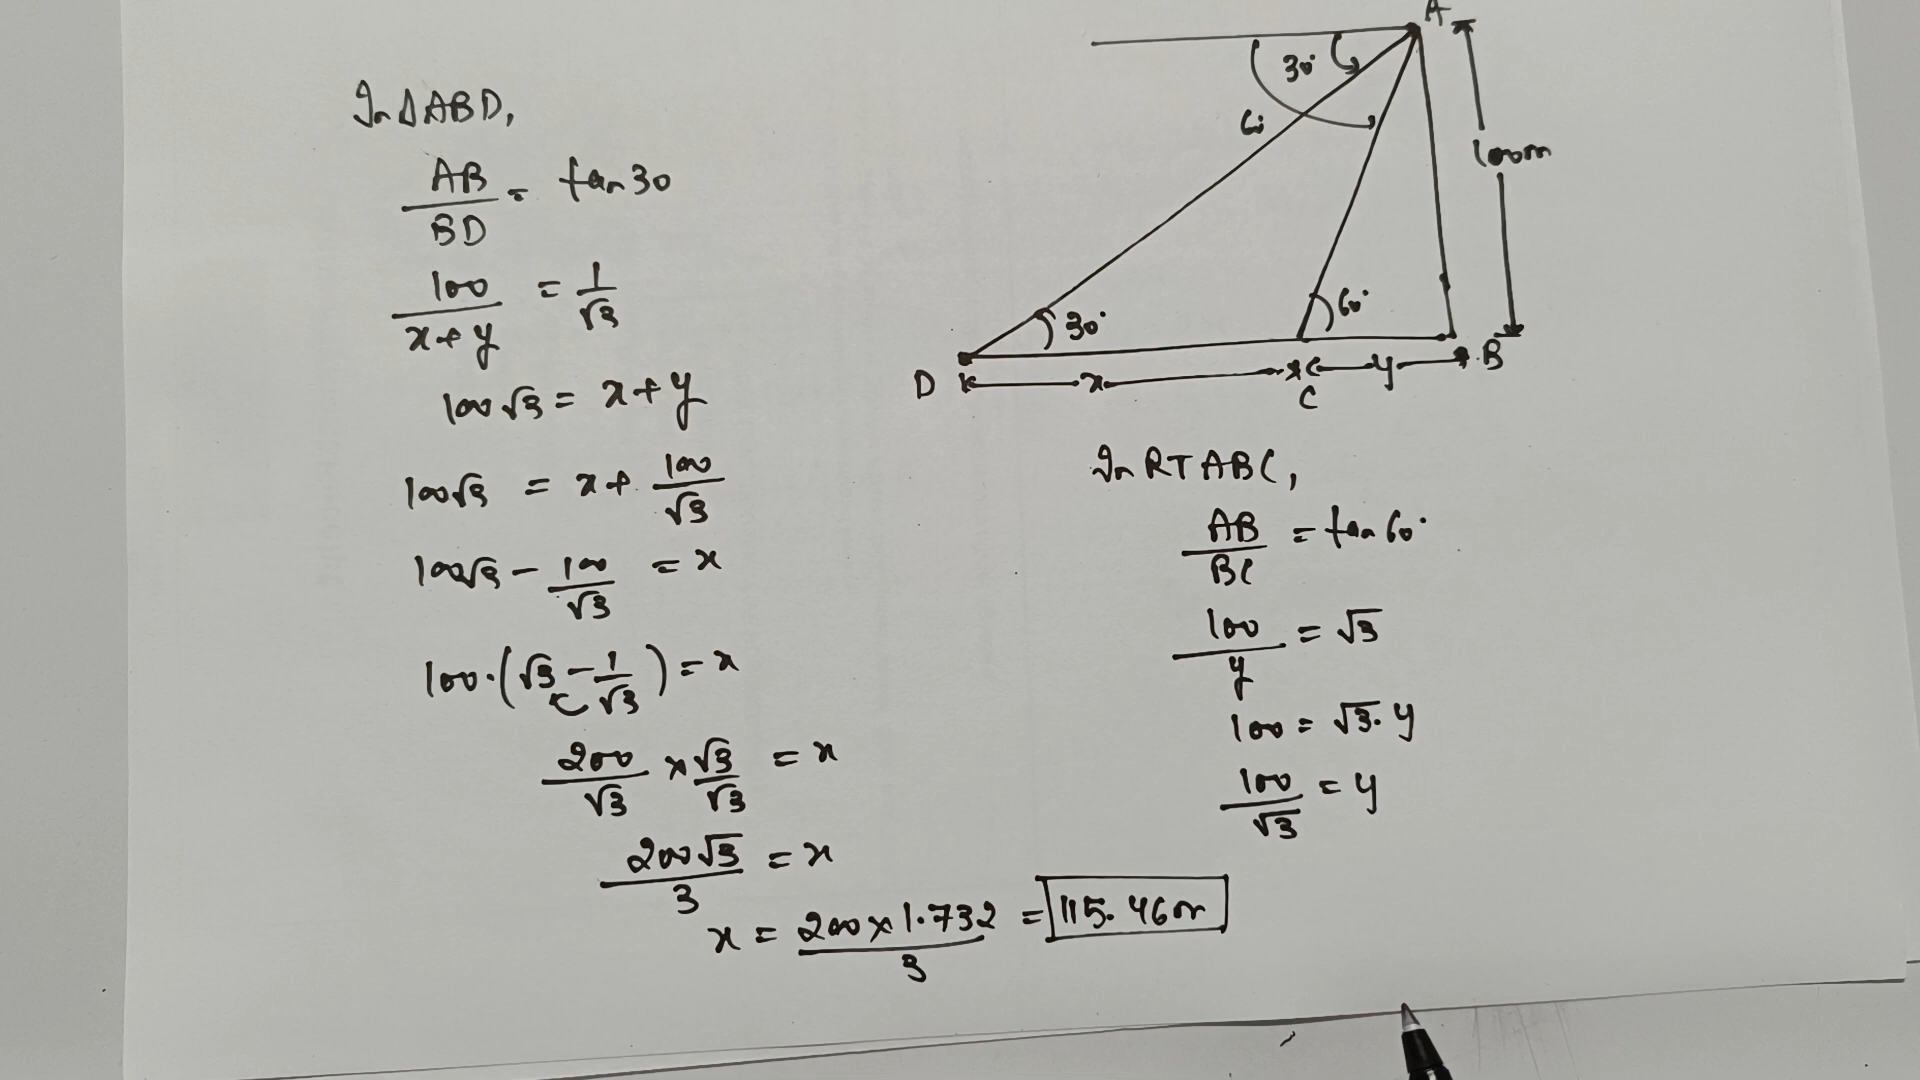 In ΔABD,
AB/BD = tan 30
100/x+y = 1/√3
100√3 = x+y
100√3 = x + 100/√3
100√3 - 100/√3 = x
100·(√3 - 1/√3) = x
200/√3 × √3/√3 = x
200√3/3 = x
x = 200×1.732/3 = 115.46m
A
30°
60
100m
30°
60°
D x C y B
In RT ABC,
AB/BC = tan 60°
100/y = √3
100 = √3·y
100/√3 = y